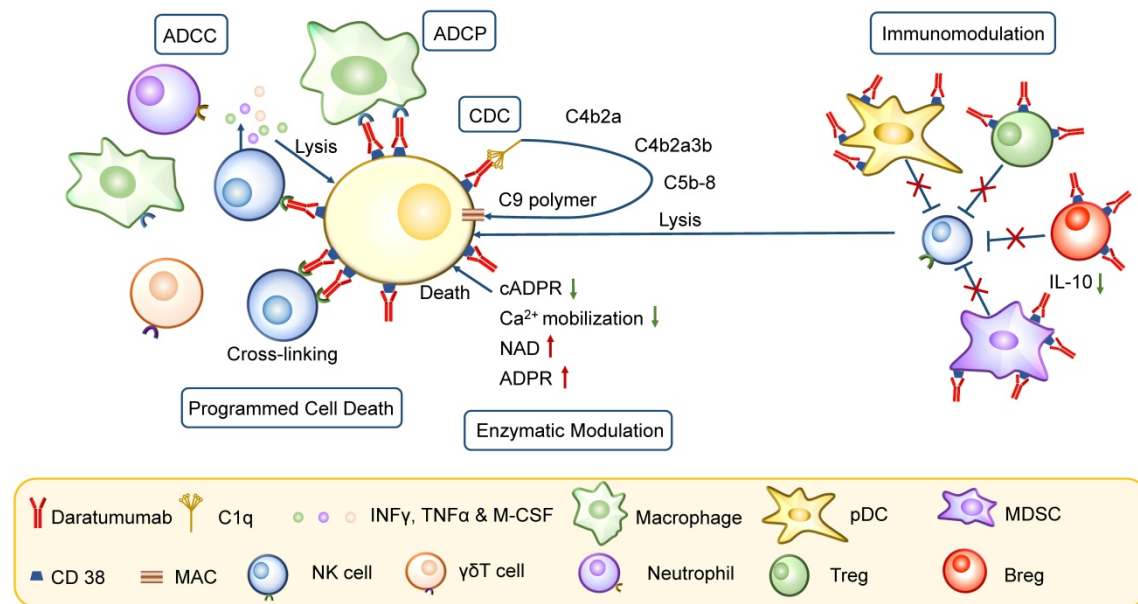 ADCC
ADCP
Immunomodulation
CDC
C4b2a
Lysis
C4b2a3b
C5b-8
C9 polymer
Lysis
Death
cADPR ↓
IL-10 ↓
Ca²⁺ mobilization ↓
NAD ↑
Cross-linking
ADPR ↑
Programmed Cell Death
Enzymatic Modulation
Daratumumab
C1q
INFγ, TNFα & M-CSF
Macrophage
pDC
MDSC
CD 38
MAC
NK cell
γδT cell
Neutrophil
Treg
Breg